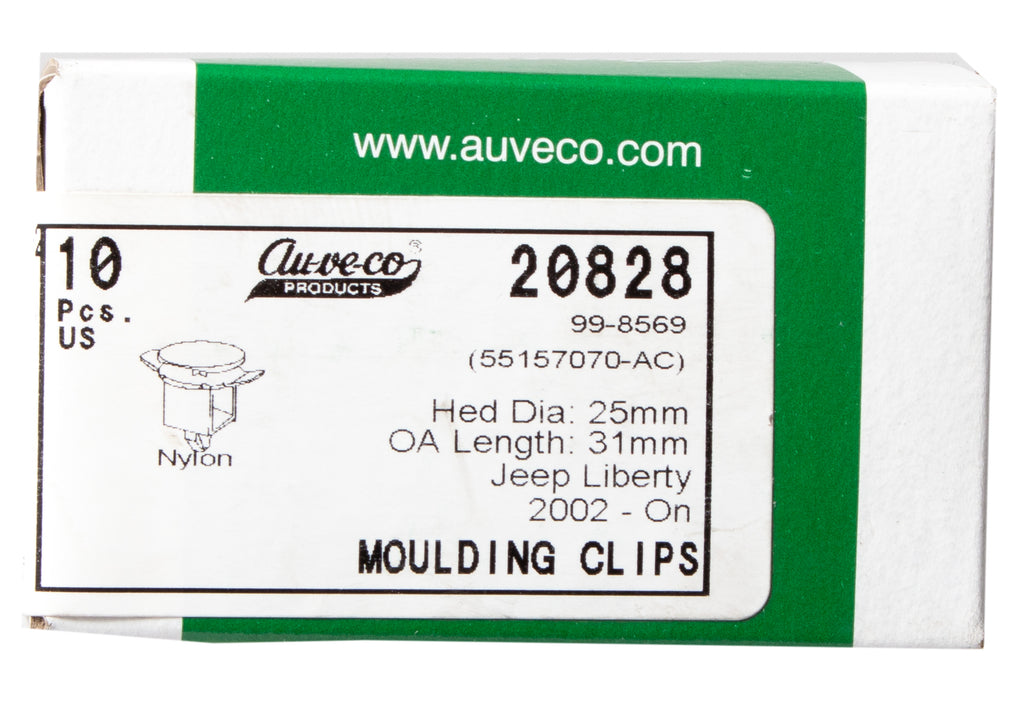 www.auveco.com
10
Pcs.
US
Au-ve-co®
PRODUCTS
20828
99-8569
(55157070-AC)
Nylon
Hed Dia: 25mm
OA Length: 31mm
Jeep Liberty
2002 - On
MOULDING CLIPS